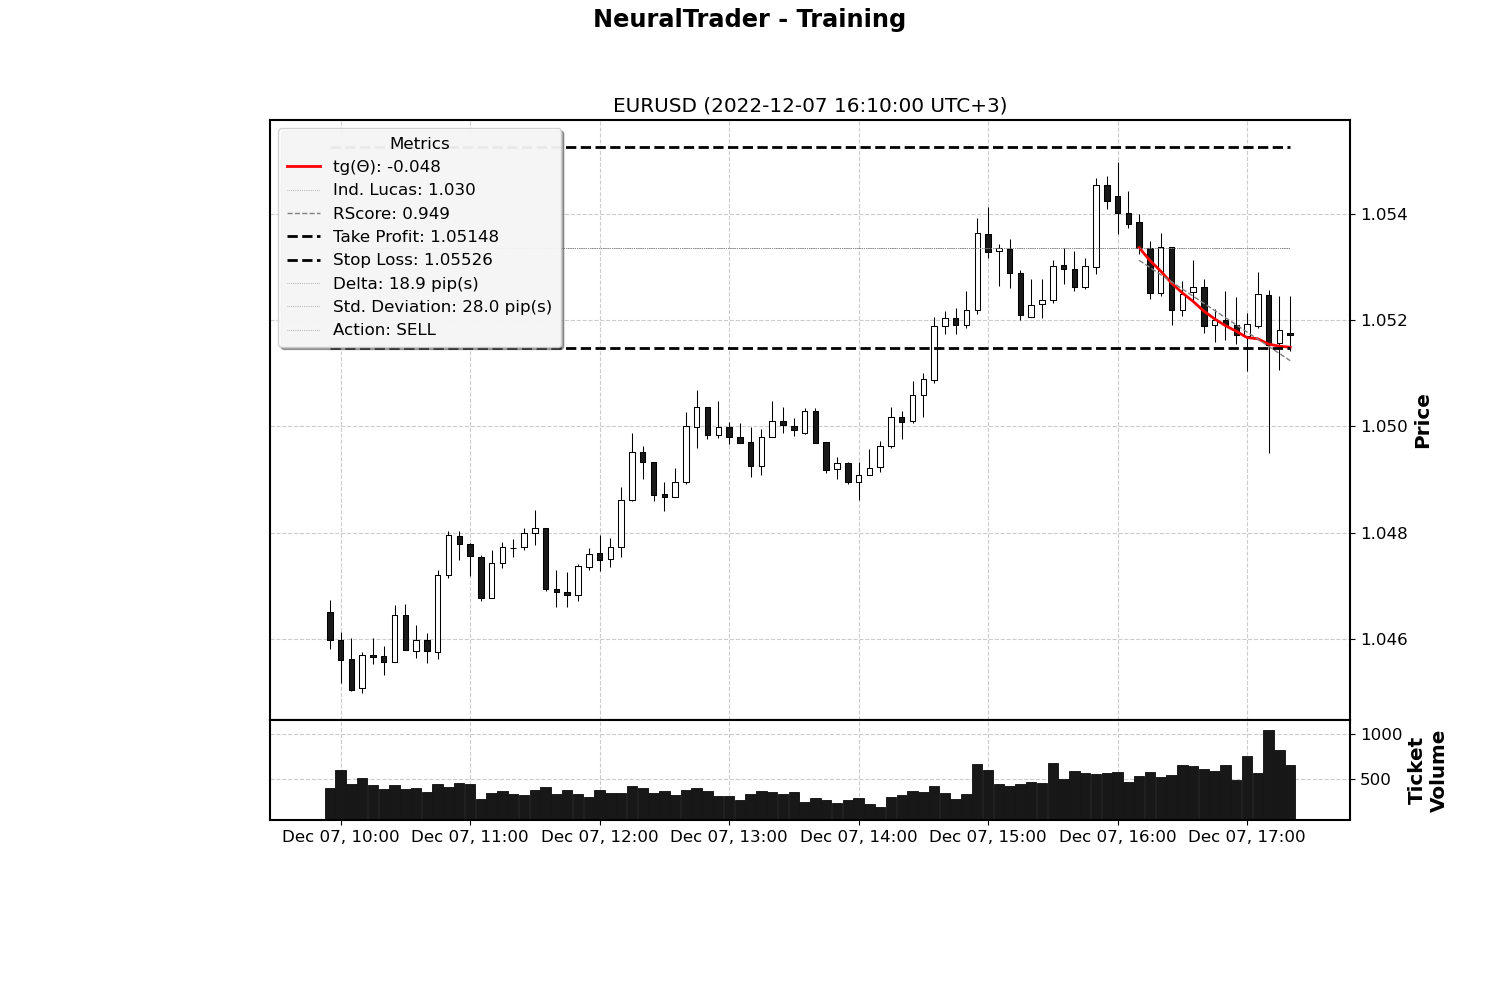 NeuralTrader - Training
EURUSD (2022-12-07 16:10:00 UTC+3)
Metrics
tg(Θ): -0.048
Ind. Lucas: 1.030
RScore: 0.949
Take Profit: 1.05148
Stop Loss: 1.05526
Delta: 18.9 pip(s)
Std. Deviation: 28.0 pip(s)
Action: SELL
1.054
1.052
1.050
1.048
1.046
Price
1000
500
Ticket
Volume
Dec 07, 10:00 Dec 07, 11:00 Dec 07, 12:00 Dec 07, 13:00 Dec 07, 14:00 Dec 07, 15:00 Dec 07, 16:00 Dec 07, 17:00